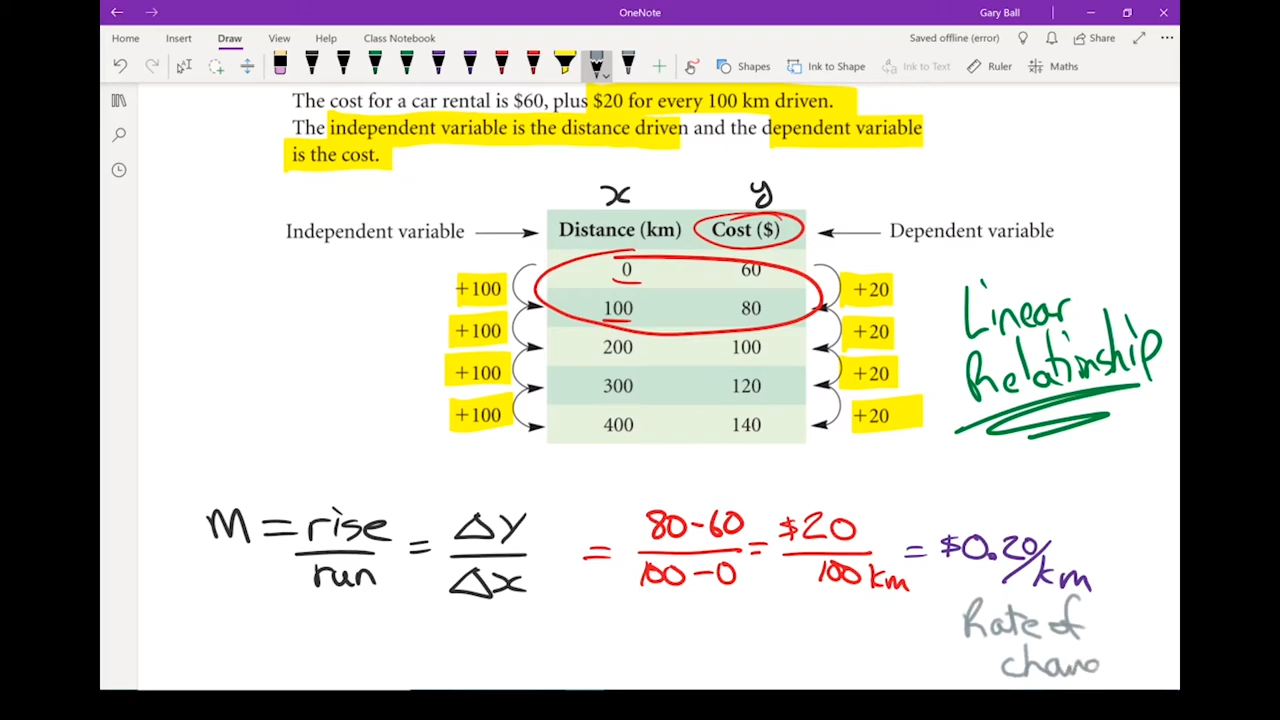 OneNote
Gary Ball
Home Insert Draw View Help Class Notebook
Saved offline (error) Share
Shapes Ink to Shape Ink to Text Ruler Maths
The cost for a car rental is $60, plus $20 for every 100 km driven.
The independent variable is the distance driven and the dependent variable
is the cost.
x y
Independent variable Distance (km) Cost ($) Dependent variable
0 60
+100 +20
100 80
+100 +20
200 100
+100 +20
300 120
+100 +20
400 140
Linear
Relationship
M = rise/run = △y/△x = 80-60/100-0 = $20/100 km = $0.20/km
Rate of
chang